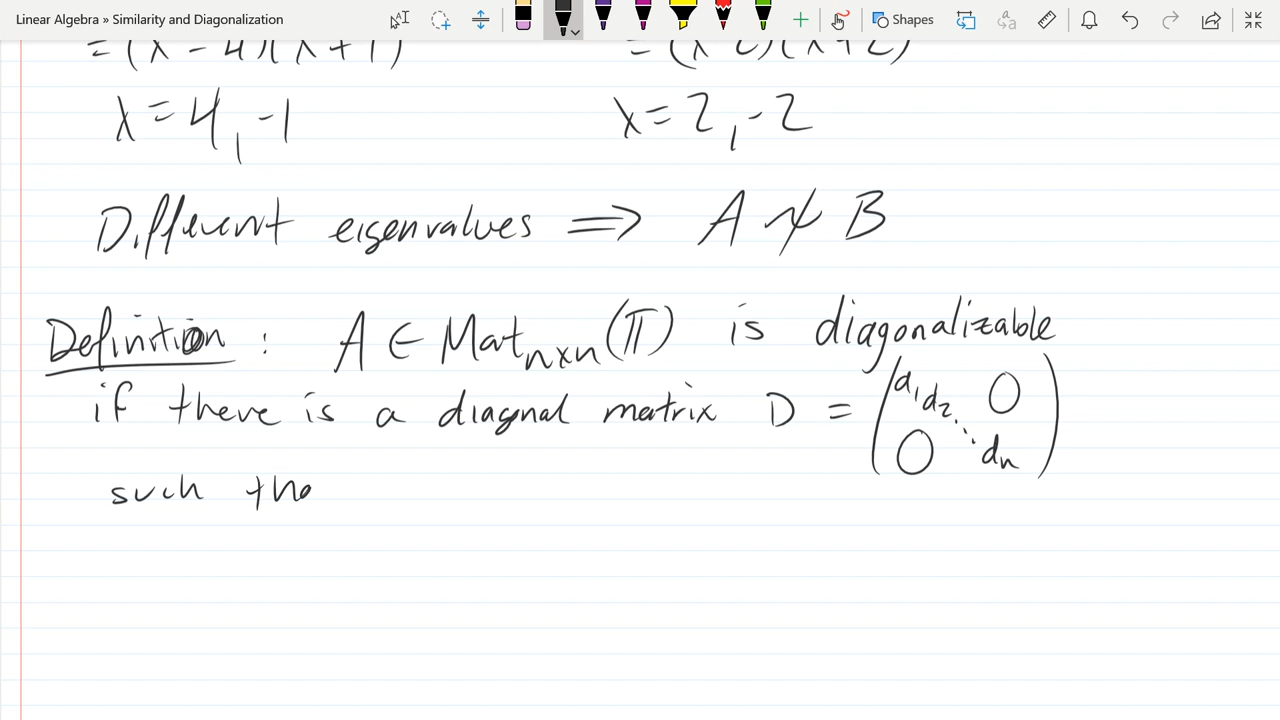 Linear Algebra » Similarity and Diagonalization
Shapes
= (λ - 4)(λ + 1)
= (λ - 2)(λ + 2)
λ = 4, -1
λ = 2, -2
Different eigenvalues ⟹ A ≁ B
Definition : A ∈ Mat_{n×n}(𝔽) is diagonalizable
if there is a diagnal matrix D = (d₁ d₂ ⋱ dₙ 0 0)
such tha